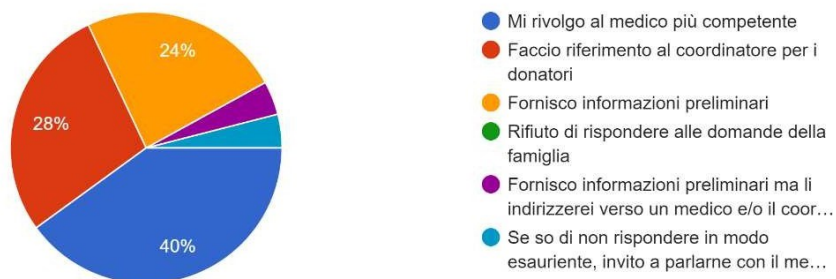 24%
28%
40%
Mi rivolgo al medico più competente
Faccio riferimento al coordinatore per i
donatori
Fornisco informazioni preliminari
Rifiuto di rispondere alle domande della
famiglia
Fornisco informazioni preliminari ma li
indirizzerei verso un medico e/o il coor…
Se so di non rispondere in modo
esauriente, invito a parlarne con il me…